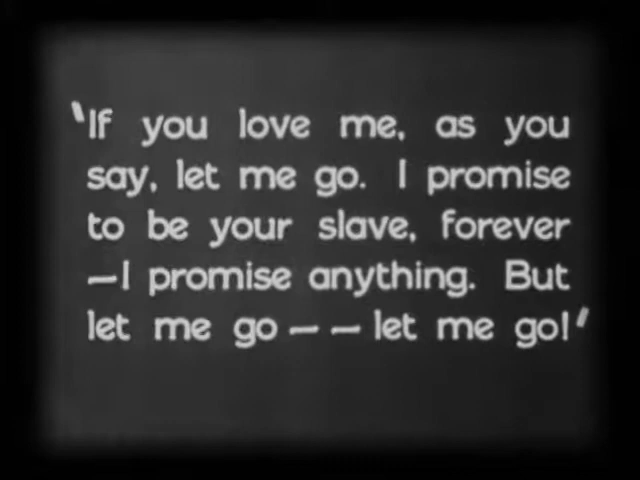 "If you love me, as you
say, let me go. I promise
to be your slave, forever
—I promise anything. But
let me go — — let me go!"